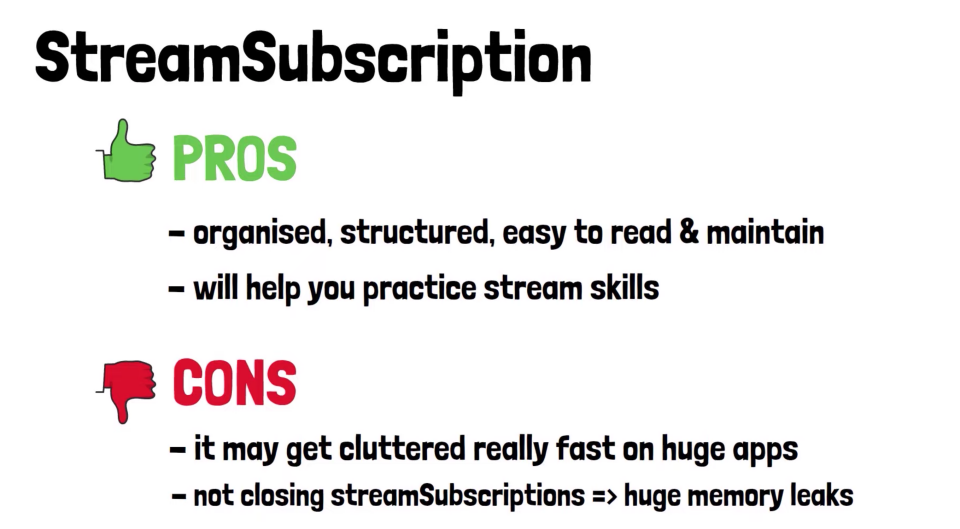 StreamSubscription
PROS
– organised, structured, easy to read & maintain
– will help you practice stream skills
CONS
– it may get cluttered really fast on huge apps
– not closing streamSubscriptions => huge memory leaks